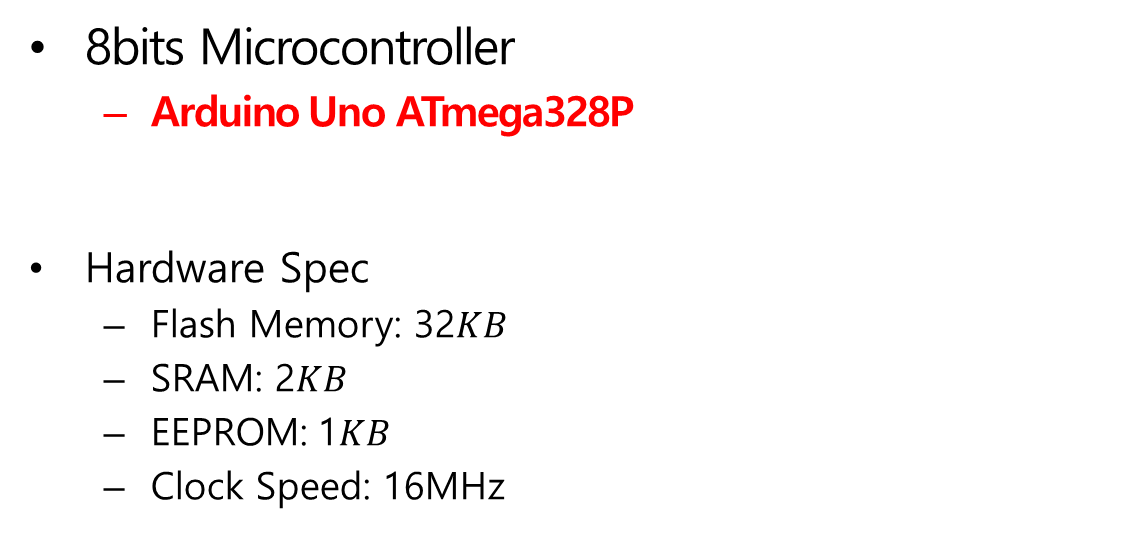 • 8bits Microcontroller
– Arduino Uno ATmega328P
• Hardware Spec
– Flash Memory: 32KB
– SRAM: 2KB
– EEPROM: 1KB
– Clock Speed: 16MHz